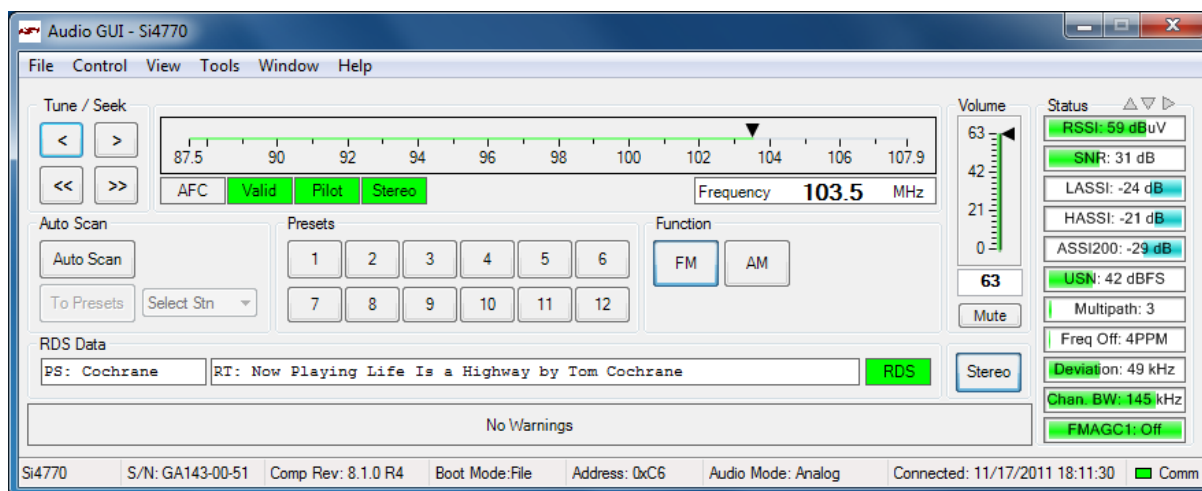 Audio GUI - Si4770
File Control View Tools Window Help
Tune / Seek
< >
<< >>
87.5 90 92 94 96 98 100 102 104 106 107.9
AFC Valid Pilot Stereo
Frequency 103.5 MHz
Auto Scan
Auto Scan
To Presets Select Stn
Presets
1 2 3 4 5 6
7 8 9 10 11 12
Function
FM AM
Volume
63
42
21
0
63
Mute
Status
RSSI: 59 dBuV
SNR: 31 dB
LASSI: -24 dB
HASSI: -21 dB
ASSI200: -29 dB
USN: 42 dBFS
Multipath: 3
Freq Off: 4PPM
Deviation: 49 kHz
Chan. BW: 145 kHz
FMAGC1: Off
RDS Data
PS: Cochrane RT: Now Playing Life Is a Highway by Tom Cochrane RDS
Stereo
No Warnings
Si4770 S/N: GA143-00-51 Comp Rev: 8.1.0 R4 Boot Mode:File Address: 0xC6 Audio Mode: Analog Connected: 11/17/2011 18:11:30 Comm